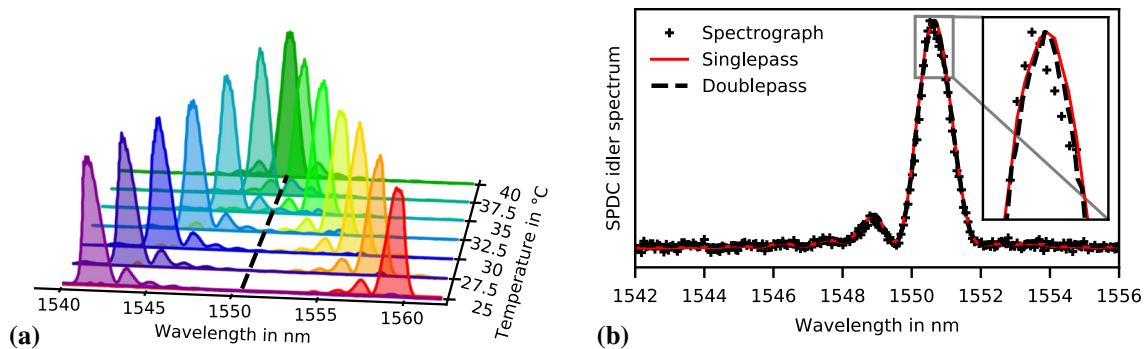 40
37.5
35
32.5
30
27.5
25
Temperature in °C
1540
1545
1550
1555
1560
Wavelength in nm
(a)
(b)
Spectrograph
Singlepass
Doublepass
SPDC idler spectrum
1542
1544
1546
1548
1550
1552
1554
1556
Wavelength in nm